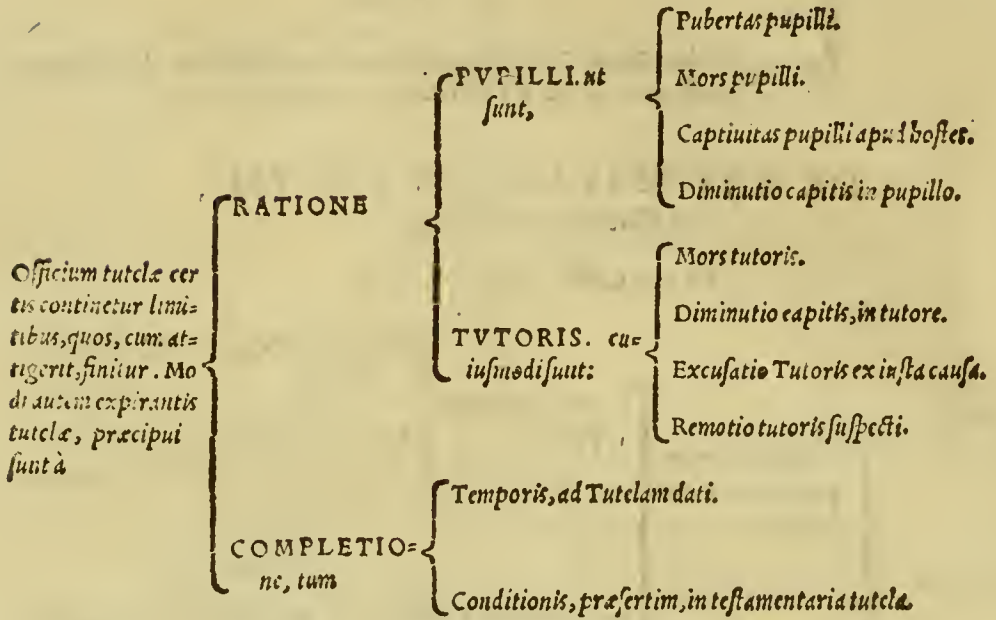 Officium tutelæ cer
tis continetur limi=
tibus, quos, cum at=
tigerit, finitur. Mo
di autem expirantis
tutelæ, præcipui
ſunt à
RATIONE
PVPILLI. ut
ſunt,
Pubertas pupilli.
Mors pupilli.
Captiuitas pupilli apud hoſtes.
Diminutio capitis in pupillo.
TVTORIS. cu=
iuſmodi ſunt:
Mors tutoris.
Diminutio capitis, in tutore.
Excuſatio Tutoris ex iuſta cauſa.
Remotio tutoris ſuſpecti.
COMPLETIO=
ne, tum
Temporis, ad Tutelam dati.
Conditionis, præſertim, in teſtamentaria tutela.